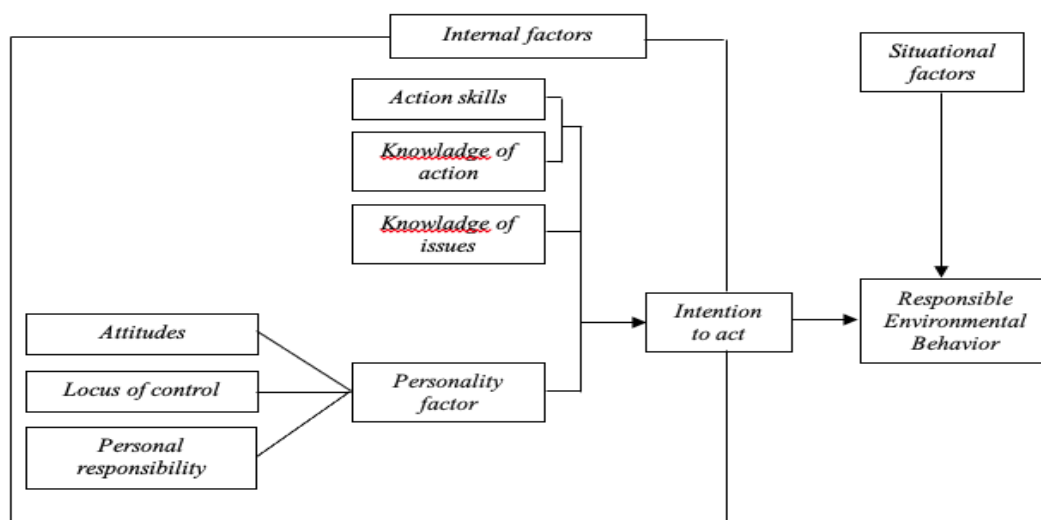 Internal factors
Situational
factors
Action skills
Knowladge of
action
Knowladge of
issues
Intention
to act
Responsible
Environmental
Behavior
Attitudes
Locus of control
Personal
responsibility
Personality
factor